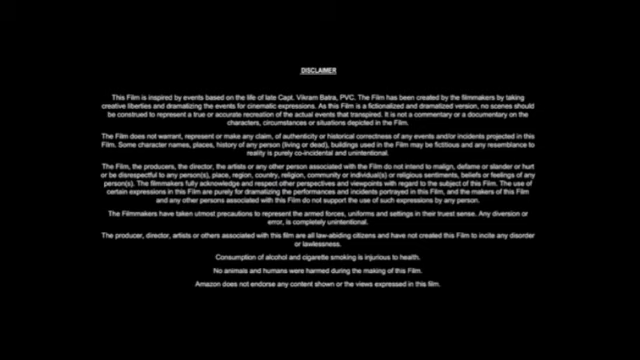 DISCLAIMER
This Film is inspired by events based on the life of late Capt. Vikram Batra, PVC. The Film has been created by the filmmakers by taking
creative liberties and dramatizing the events for cinematic expressions. As this Film is a fictionalized and dramatized version, no scenes should
be construed to represent a true or accurate recreation of the actual events that transpired. It is not a commentary or a documentary on the
characters, circumstances or situations depicted in the Film.
The Film does not warrant, represent or make any claim, of authenticity or historical correctness of any events and/or incidents projected in this
Film. Some character names, places, history of any person (living or dead), buildings used in the Film may be fictitious and any resemblance to
reality is purely co-incidental and unintentional.
The Film, the producers, the director, the artists or any other person associated with the Film do not intend to malign, defame or slander or hurt
or be disrespectful to any person(s), place, region, country, religion, community or individual(s) or religious sentiments, beliefs or feelings of any
person(s). The filmmakers fully acknowledge and respect other perspectives and viewpoints with regard to the subject of this Film. The use of
certain expressions in this Film are purely for dramatizing the performances and incidents portrayed in this Film, and the makers of this Film
and any other persons associated with this Film do not support the use of such expressions by any person.
The Filmmakers have taken utmost precautions to represent the armed forces, uniforms and settings in their truest sense. Any diversion or
error, is completely unintentional.
The producer, director, artists or others associated with this film are all law-abiding citizens and have not created this Film to incite any disorder
or lawlessness.
Consumption of alcohol and cigarette smoking is injurious to health.
No animals and humans were harmed during the making of this Film.
Amazon does not endorse any content shown or the views expressed in this film.